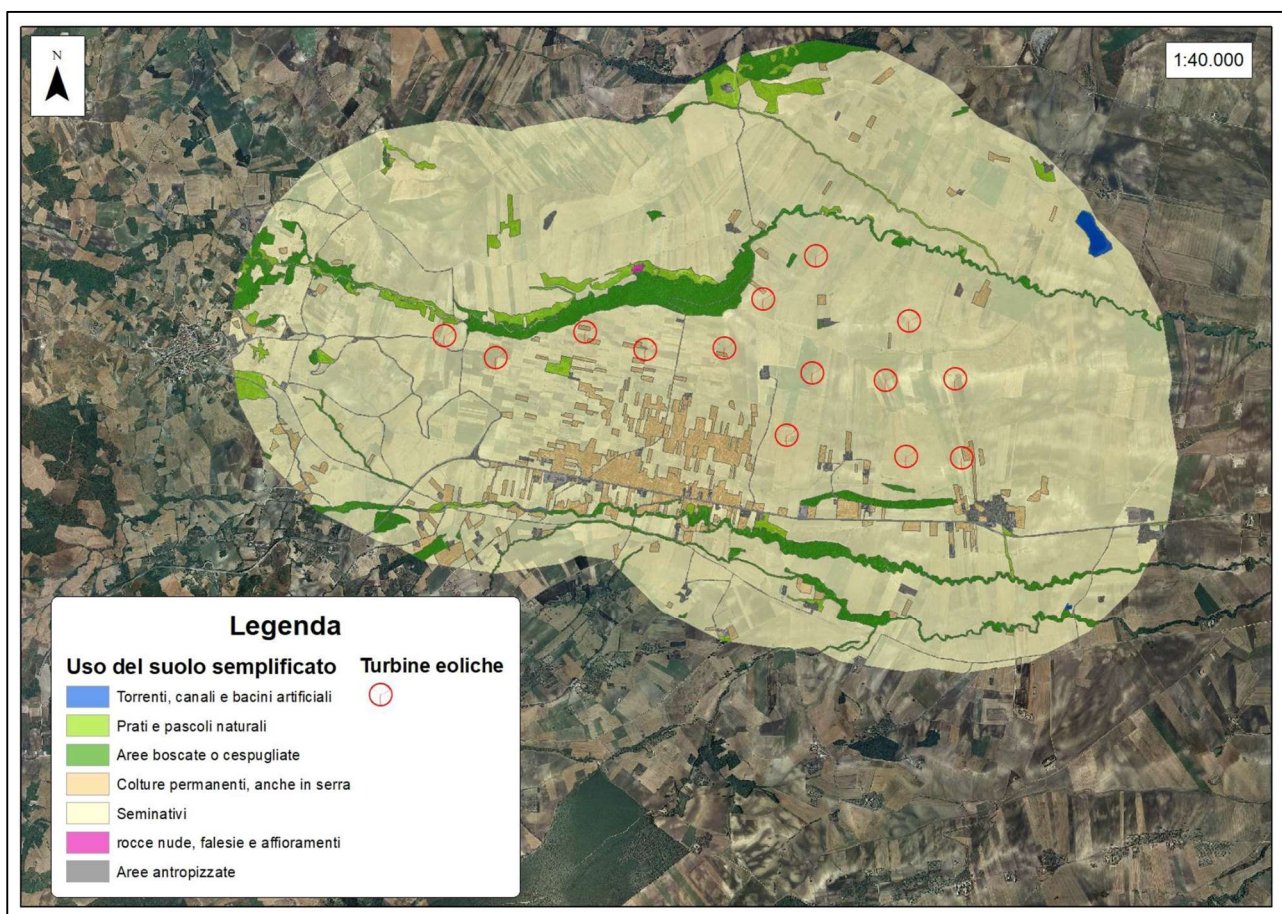 N
1:40.000
Legenda
Uso del suolo semplificato
Turbine eoliche
Torrenti, canali e bacini artificiali
Prati e pascoli naturali
Aree boscate o cespugliate
Colture permanenti, anche in serra
Seminativi
rocce nude, falesie e affioramenti
Aree antropizzate